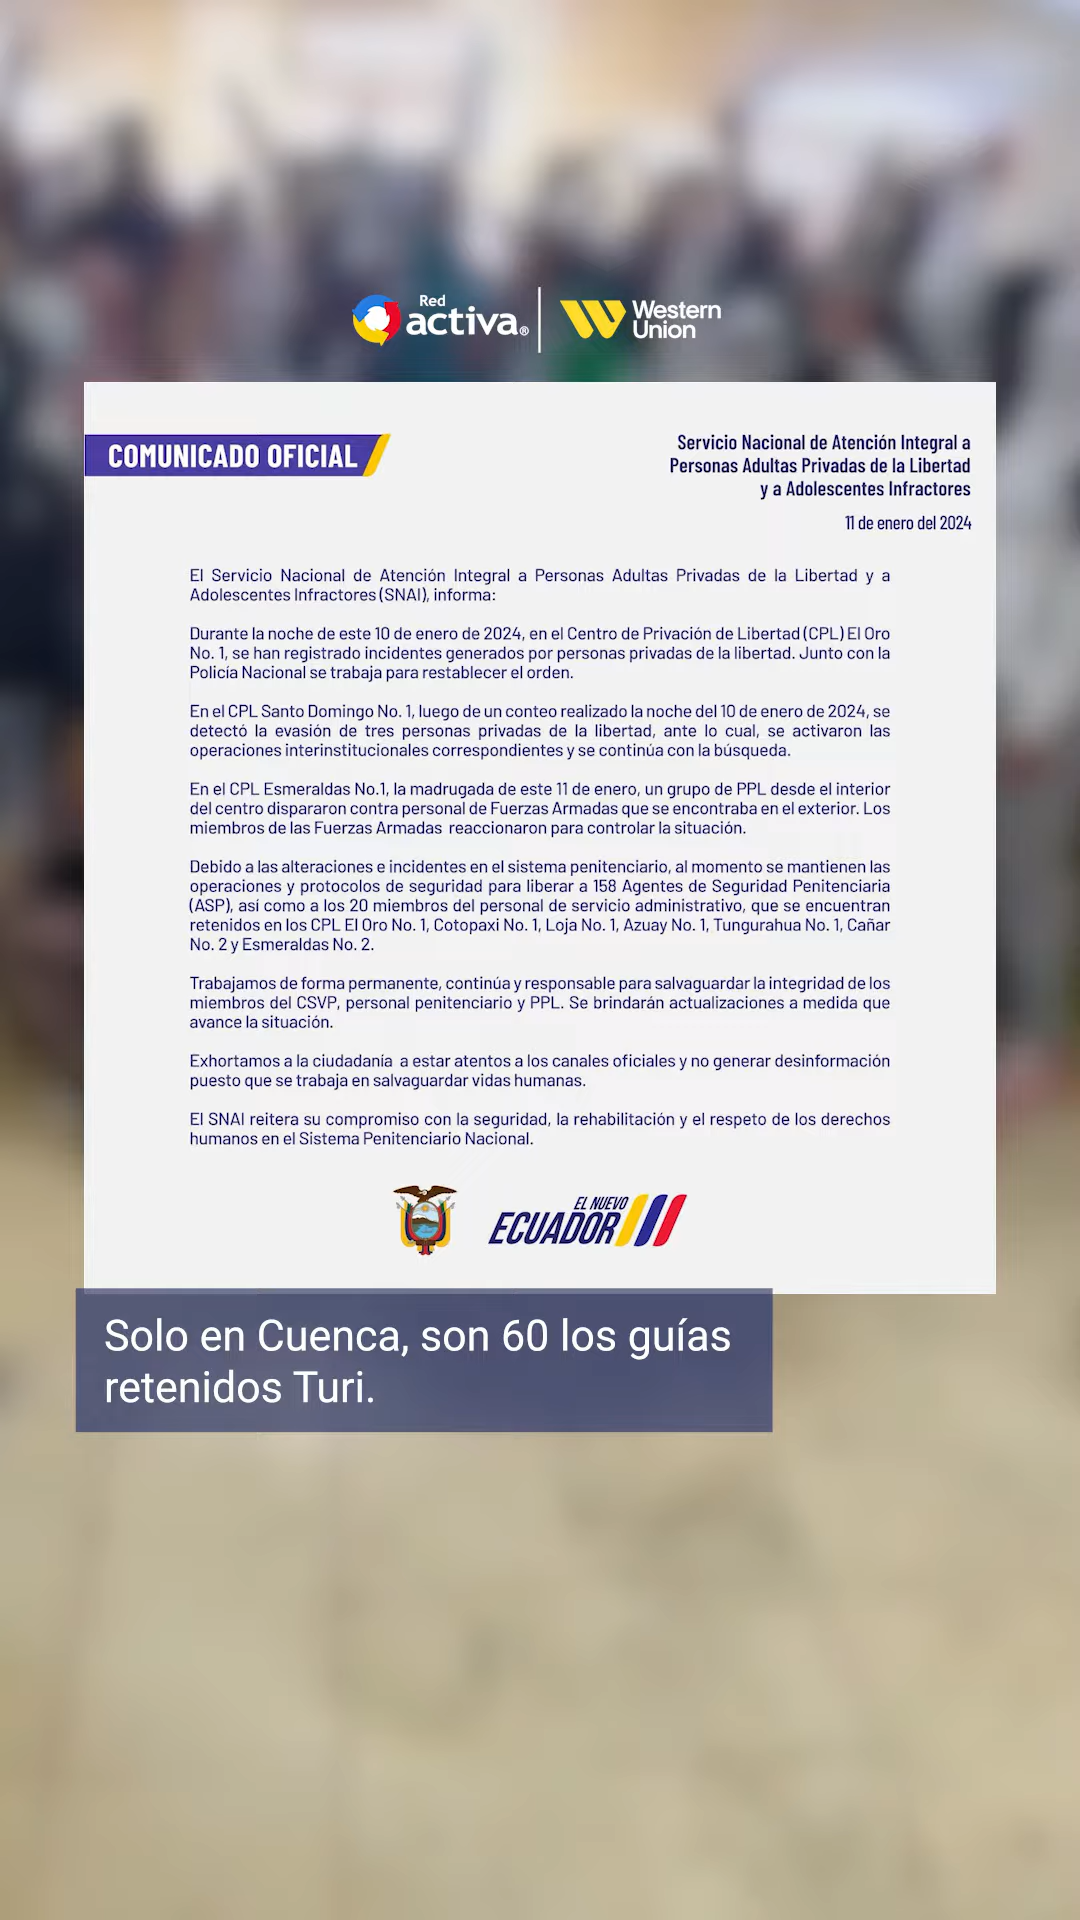 Red
activa®
Western
Union
COMUNICADO OFICIAL
Servicio Nacional de Atención Integral a
Personas Adultas Privadas de la Libertad
y a Adolescentes Infractores
11 de enero del 2024
El Servicio Nacional de Atención Integral a Personas Adultas Privadas de la Libertad y a
Adolescentes Infractores (SNAI), informa:
Durante la noche de este 10 de enero de 2024, en el Centro de Privación de Libertad (CPL) El Oro
No. 1, se han registrado incidentes generados por personas privadas de la libertad. Junto con la
Policía Nacional se trabaja para restablecer el orden.
En el CPL Santo Domingo No. 1, luego de un conteo realizado la noche del 10 de enero de 2024, se
detectó la evasión de tres personas privadas de la libertad, ante lo cual, se activaron las
operaciones interinstitucionales correspondientes y se continúa con la búsqueda.
En el CPL Esmeraldas No.1, la madrugada de este 11 de enero, un grupo de PPL desde el interior
del centro dispararon contra personal de Fuerzas Armadas que se encontraba en el exterior. Los
miembros de las Fuerzas Armadas reaccionaron para controlar la situación.
Debido a las alteraciones e incidentes en el sistema penitenciario, al momento se mantienen las
operaciones y protocolos de seguridad para liberar a 158 Agentes de Seguridad Penitenciaria
(ASP), así como a los 20 miembros del personal de servicio administrativo, que se encuentran
retenidos en los CPL El Oro No. 1, Cotopaxi No. 1, Loja No. 1, Azuay No. 1, Tungurahua No. 1, Cañar
No. 2 y Esmeraldas No. 2.
Trabajamos de forma permanente, continúa y responsable para salvaguardar la integridad de los
miembros del CSVP, personal penitenciario y PPL. Se brindarán actualizaciones a medida que
avance la situación.
Exhortamos a la ciudadanía a estar atentos a los canales oficiales y no generar desinformación
puesto que se trabaja en salvaguardar vidas humanas.
El SNAI reitera su compromiso con la seguridad, la rehabilitación y el respeto de los derechos
humanos en el Sistema Penitenciario Nacional.
EL NUEVO
ECUADOR
Solo en Cuenca, son 60 los guías
retenidos Turi.